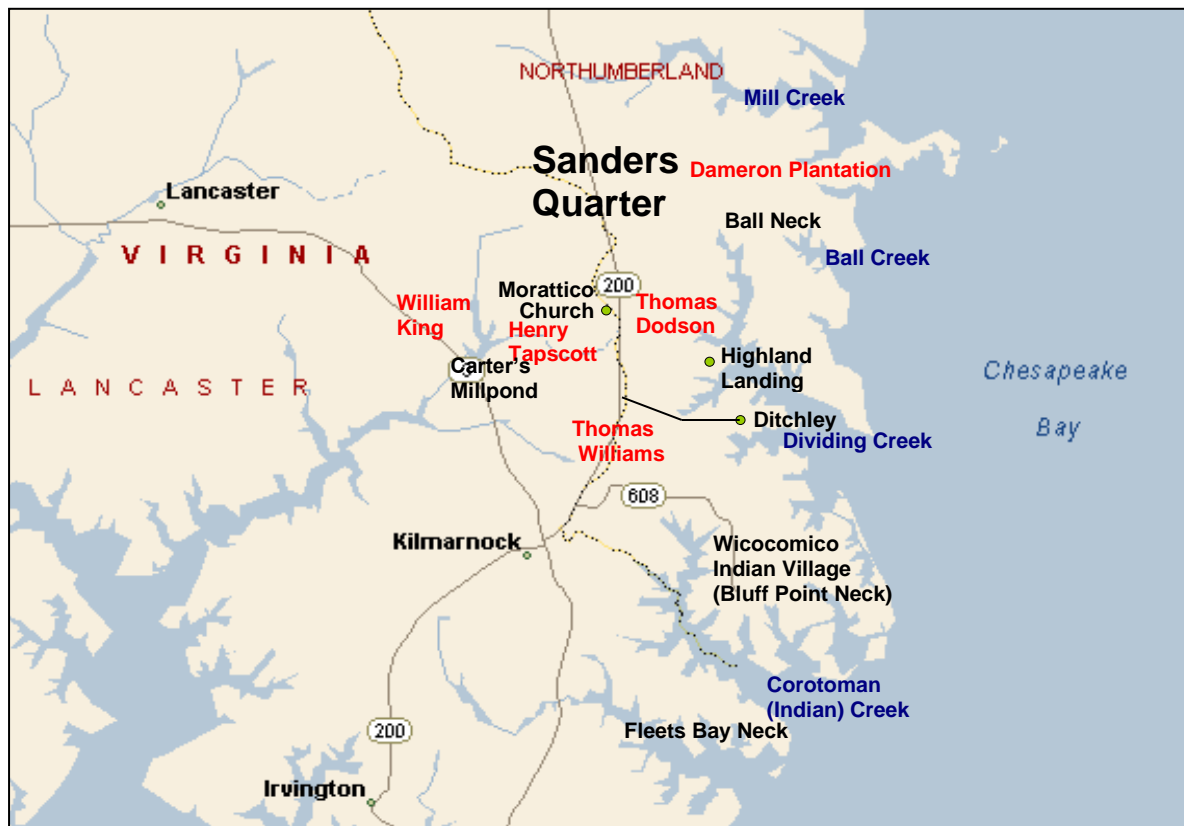 NORTHUMBERLAND
Mill Creek
Sanders
Quarter
Dameron Plantation
Lancaster
Ball Neck
VIRGINIA
Ball Creek
Morattico
Church
200
William
King
Thomas
Dodson
Henry
Tapscott
Highland
Landing
Chesapeake
Bay
Carter's
Millpond
LANCASTER
Ditchley
Dividing Creek
Thomas
Williams
608
Kilmarnock
Wicocomico
Indian Village
(Bluff Point Neck)
Corotoman
(Indian) Creek
200
Fleets Bay Neck
Irvington